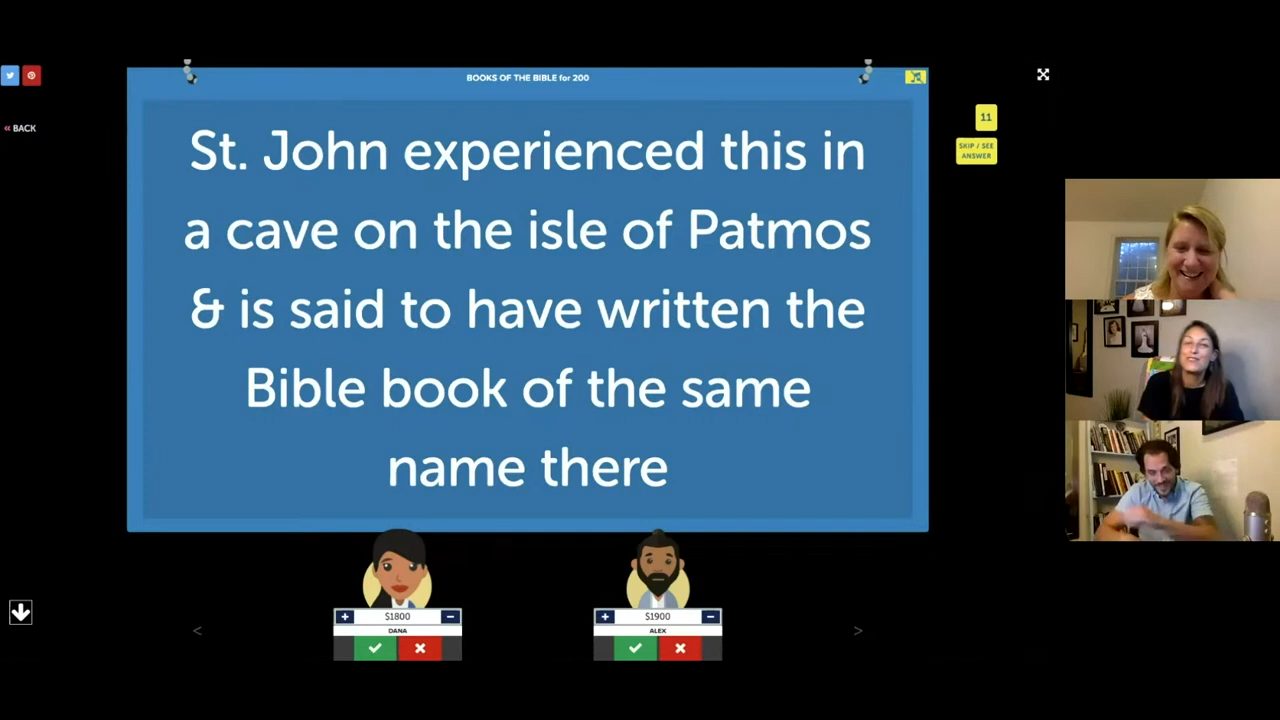 BOOKS OF THE BIBLE for 200
« BACK
11
SKIP / SEE
ANSWER
St. John experienced this in
a cave on the isle of Patmos
& is said to have written the
Bible book of the same
name there
+ $1800 −
DANA
+ $1900 −
ALEX
< >